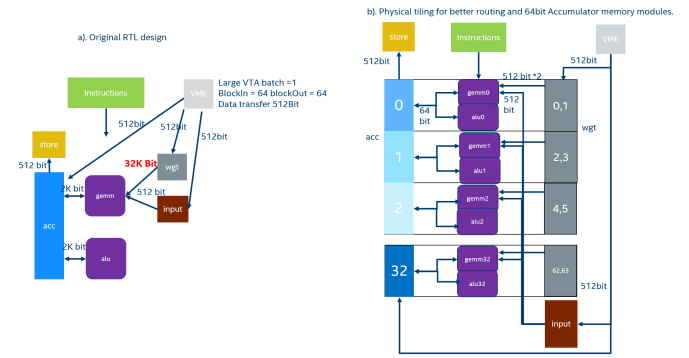 a). Original RTL design
Instructions
VME
Large VTA batch =1
BlockIn = 64 blockOut = 64
Data transfer 512Bit
512bit
512bit
512bit
store
512 bit
32K Bit
wgt
2K bit
gemm
512 bit
input
acc
2K bit
alu
b). Physical tiling for better routing and 64bit Accumulator memory modules.
store
Instructions
VME
512bit
512bit
512 bit *2
0
gemm0
512
bit
64
bit
alu0
0,1
acc
wgt
1
gemm1
alu1
2,3
2
gemm2
alu2
4,5
32
gemm32
alu32
62,63
512bit
input